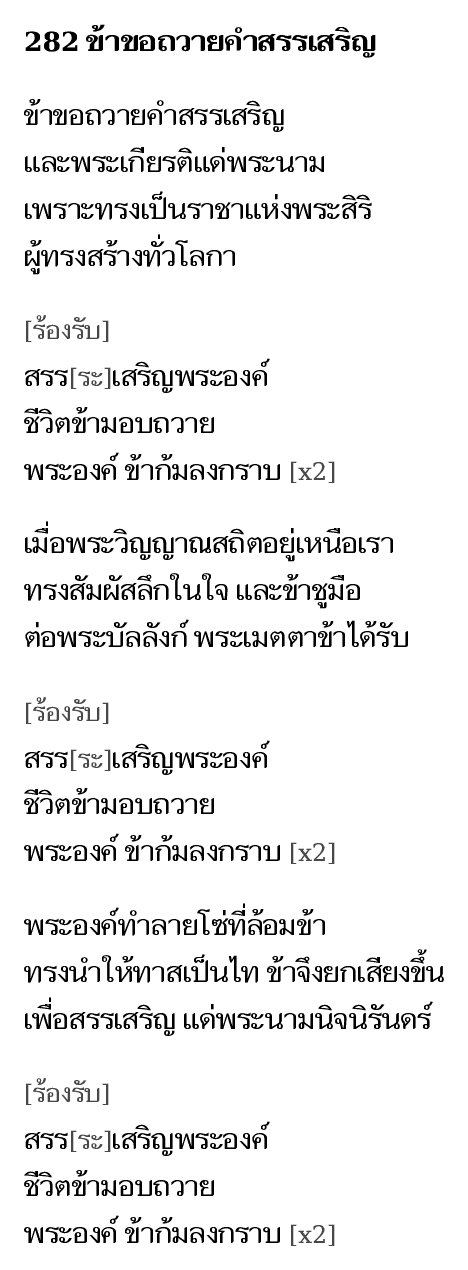 282 ข้าขอถวายคำสรรเสริญ
ข้าขอถวายคำสรรเสริญ
และพระเกียรติแด่พระนาม
เพราะทรงเป็นราชาแห่งพระสิริ
ผู้ทรงสร้างทั่วโลกา
[ร้องรับ]
สรร[ระ]เสริญพระองค์
ชีวิตข้ามอบถวาย
พระองค์ ข้าก้มลงกราบ [x2]
เมื่อพระวิญญาณสถิตอยู่เหนือเรา
ทรงสัมผัสลึกในใจ และข้าชูมือ
ต่อพระบัลลังก์ พระเมตตาข้าได้รับ
[ร้องรับ]
สรร[ระ]เสริญพระองค์
ชีวิตข้ามอบถวาย
พระองค์ ข้าก้มลงกราบ [x2]
พระองค์ทำลายโซ่ที่ล้อมข้า
ทรงนำให้ทาสเป็นไท ข้าจึงยกเสียงขึ้น
เพื่อสรรเสริญ แด่พระนามนิจนิรันดร์
[ร้องรับ]
สรร[ระ]เสริญพระองค์
ชีวิตข้ามอบถวาย
พระองค์ ข้าก้มลงกราบ [x2]